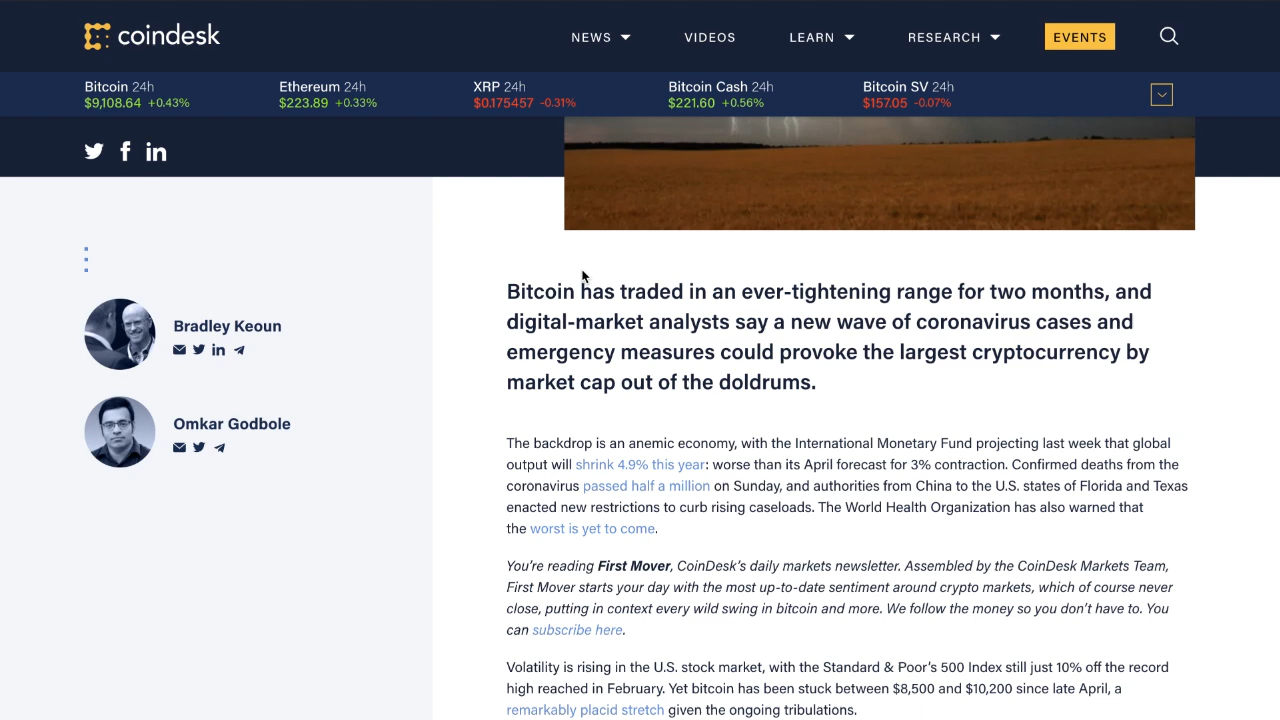 coindesk
NEWS VIDEOS LEARN RESEARCH EVENTS
Bitcoin 24h Ethereum 24h XRP 24h Bitcoin Cash 24h Bitcoin SV 24h
$9,108.64 +0.43% $223.89 +0.33% $0.175457 -0.31% $221.60 +0.56% $157.05 -0.07%
Bradley Keoun
Omkar Godbole
Bitcoin has traded in an ever-tightening range for two months, and
digital-market analysts say a new wave of coronavirus cases and
emergency measures could provoke the largest cryptocurrency by
market cap out of the doldrums.
The backdrop is an anemic economy, with the International Monetary Fund projecting last week that global
output will shrink 4.9% this year: worse than its April forecast for 3% contraction. Confirmed deaths from the
coronavirus passed half a million on Sunday, and authorities from China to the U.S. states of Florida and Texas
enacted new restrictions to curb rising caseloads. The World Health Organization has also warned that
the worst is yet to come.
You're reading First Mover, CoinDesk's daily markets newsletter. Assembled by the CoinDesk Markets Team,
First Mover starts your day with the most up-to-date sentiment around crypto markets, which of course never
close, putting in context every wild swing in bitcoin and more. We follow the money so you don't have to. You
can subscribe here.
Volatility is rising in the U.S. stock market, with the Standard & Poor's 500 Index still just 10% off the record
high reached in February. Yet bitcoin has been stuck between $8,500 and $10,200 since late April, a
remarkably placid stretch given the ongoing tribulations.